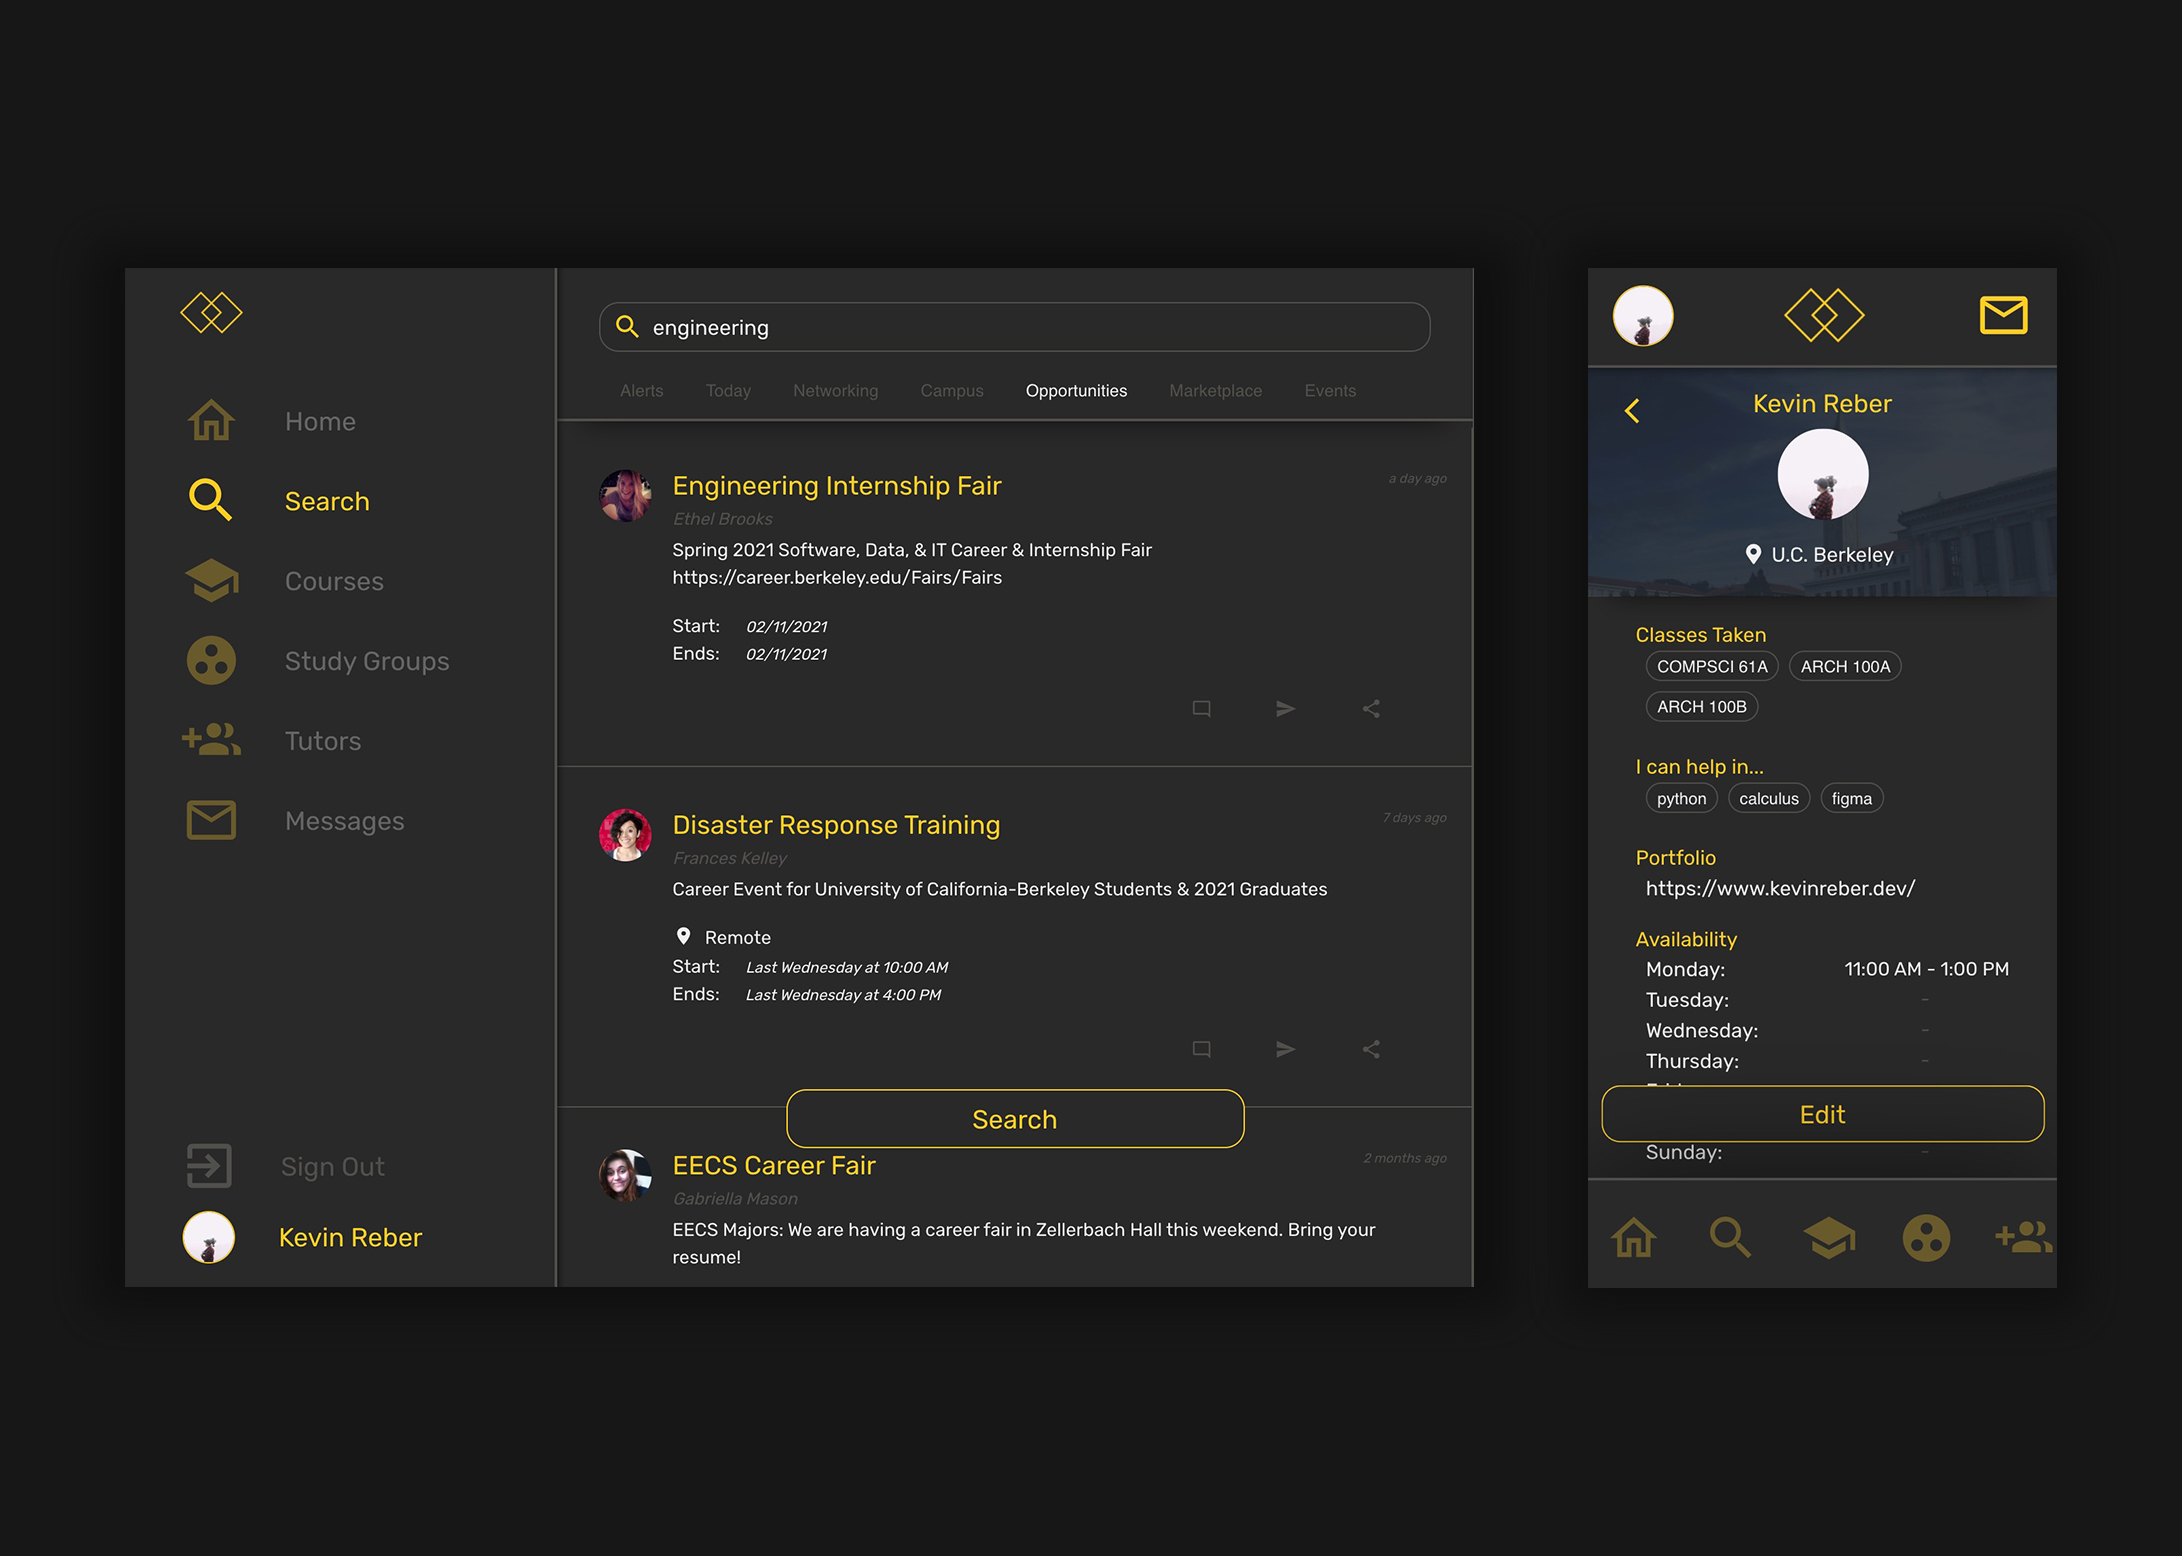 Home
Search
Courses
Study Groups
Tutors
Messages
Sign Out
Kevin Reber
engineering
Alerts Today Networking Campus Opportunities Marketplace Events
Engineering Internship Fair
a day ago
Ethel Brooks
Spring 2021 Software, Data, & IT Career & Internship Fair
https://career.berkeley.edu/Fairs/Fairs
Start: 02/11/2021
Ends: 02/11/2021
Disaster Response Training
7 days ago
Frances Kelley
Career Event for University of California-Berkeley Students & 2021 Graduates
Remote
Start: Last Wednesday at 10:00 AM
Ends: Last Wednesday at 4:00 PM
Search
EECS Career Fair
2 months ago
Gabriella Mason
EECS Majors: We are having a career fair in Zellerbach Hall this weekend. Bring your
resume!
Kevin Reber
U.C. Berkeley
Classes Taken
COMPSCI 61A ARCH 100A
ARCH 100B
I can help in...
python calculus figma
Portfolio
https://www.kevinreber.dev/
Availability
Monday: 11:00 AM - 1:00 PM
Tuesday: -
Wednesday: -
Thursday: -
Edit
Sunday: -